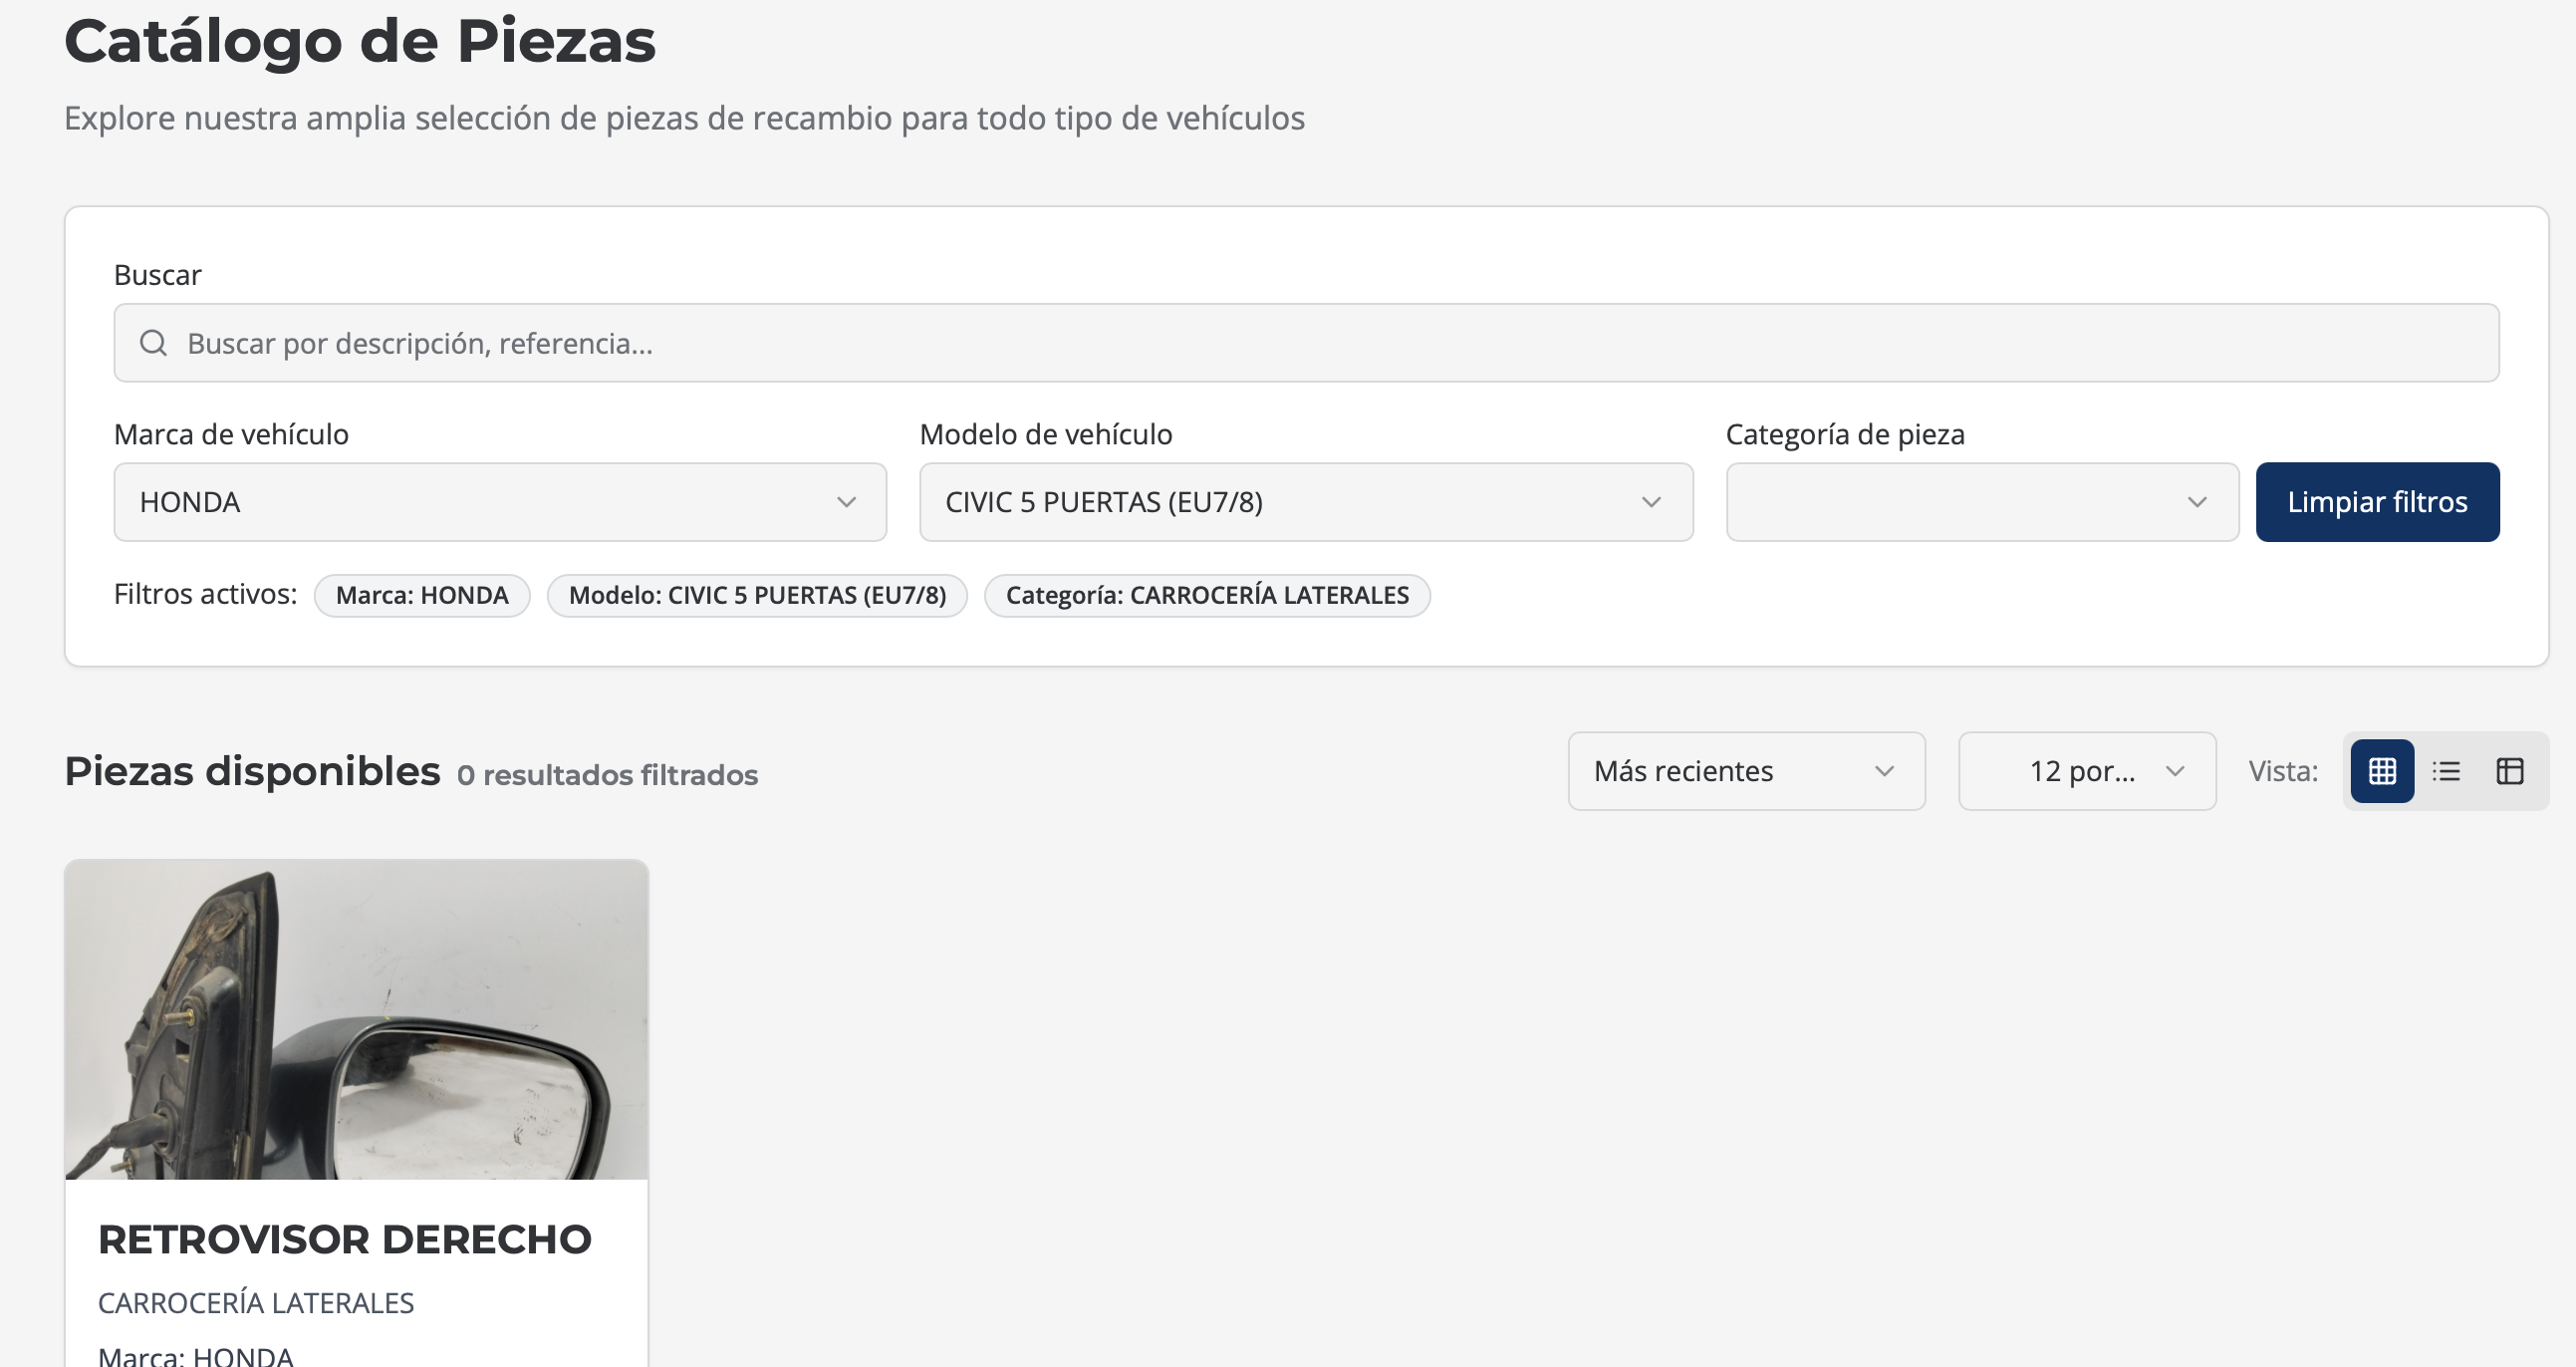 Catálogo de Piezas
Explore nuestra amplia selección de piezas de recambio para todo tipo de vehículos
Buscar
Buscar por descripción, referencia...
Marca de vehículo
Modelo de vehículo
Categoría de pieza
HONDA
CIVIC 5 PUERTAS (EU7/8)
Limpiar filtros
Filtros activos: Marca: HONDA Modelo: CIVIC 5 PUERTAS (EU7/8) Categoría: CARROCERÍA LATERALES
Piezas disponibles 0 resultados filtrados
Más recientes
12 por...
Vista:
RETROVISOR DERECHO
CARROCERÍA LATERALES
Marca: HONDA